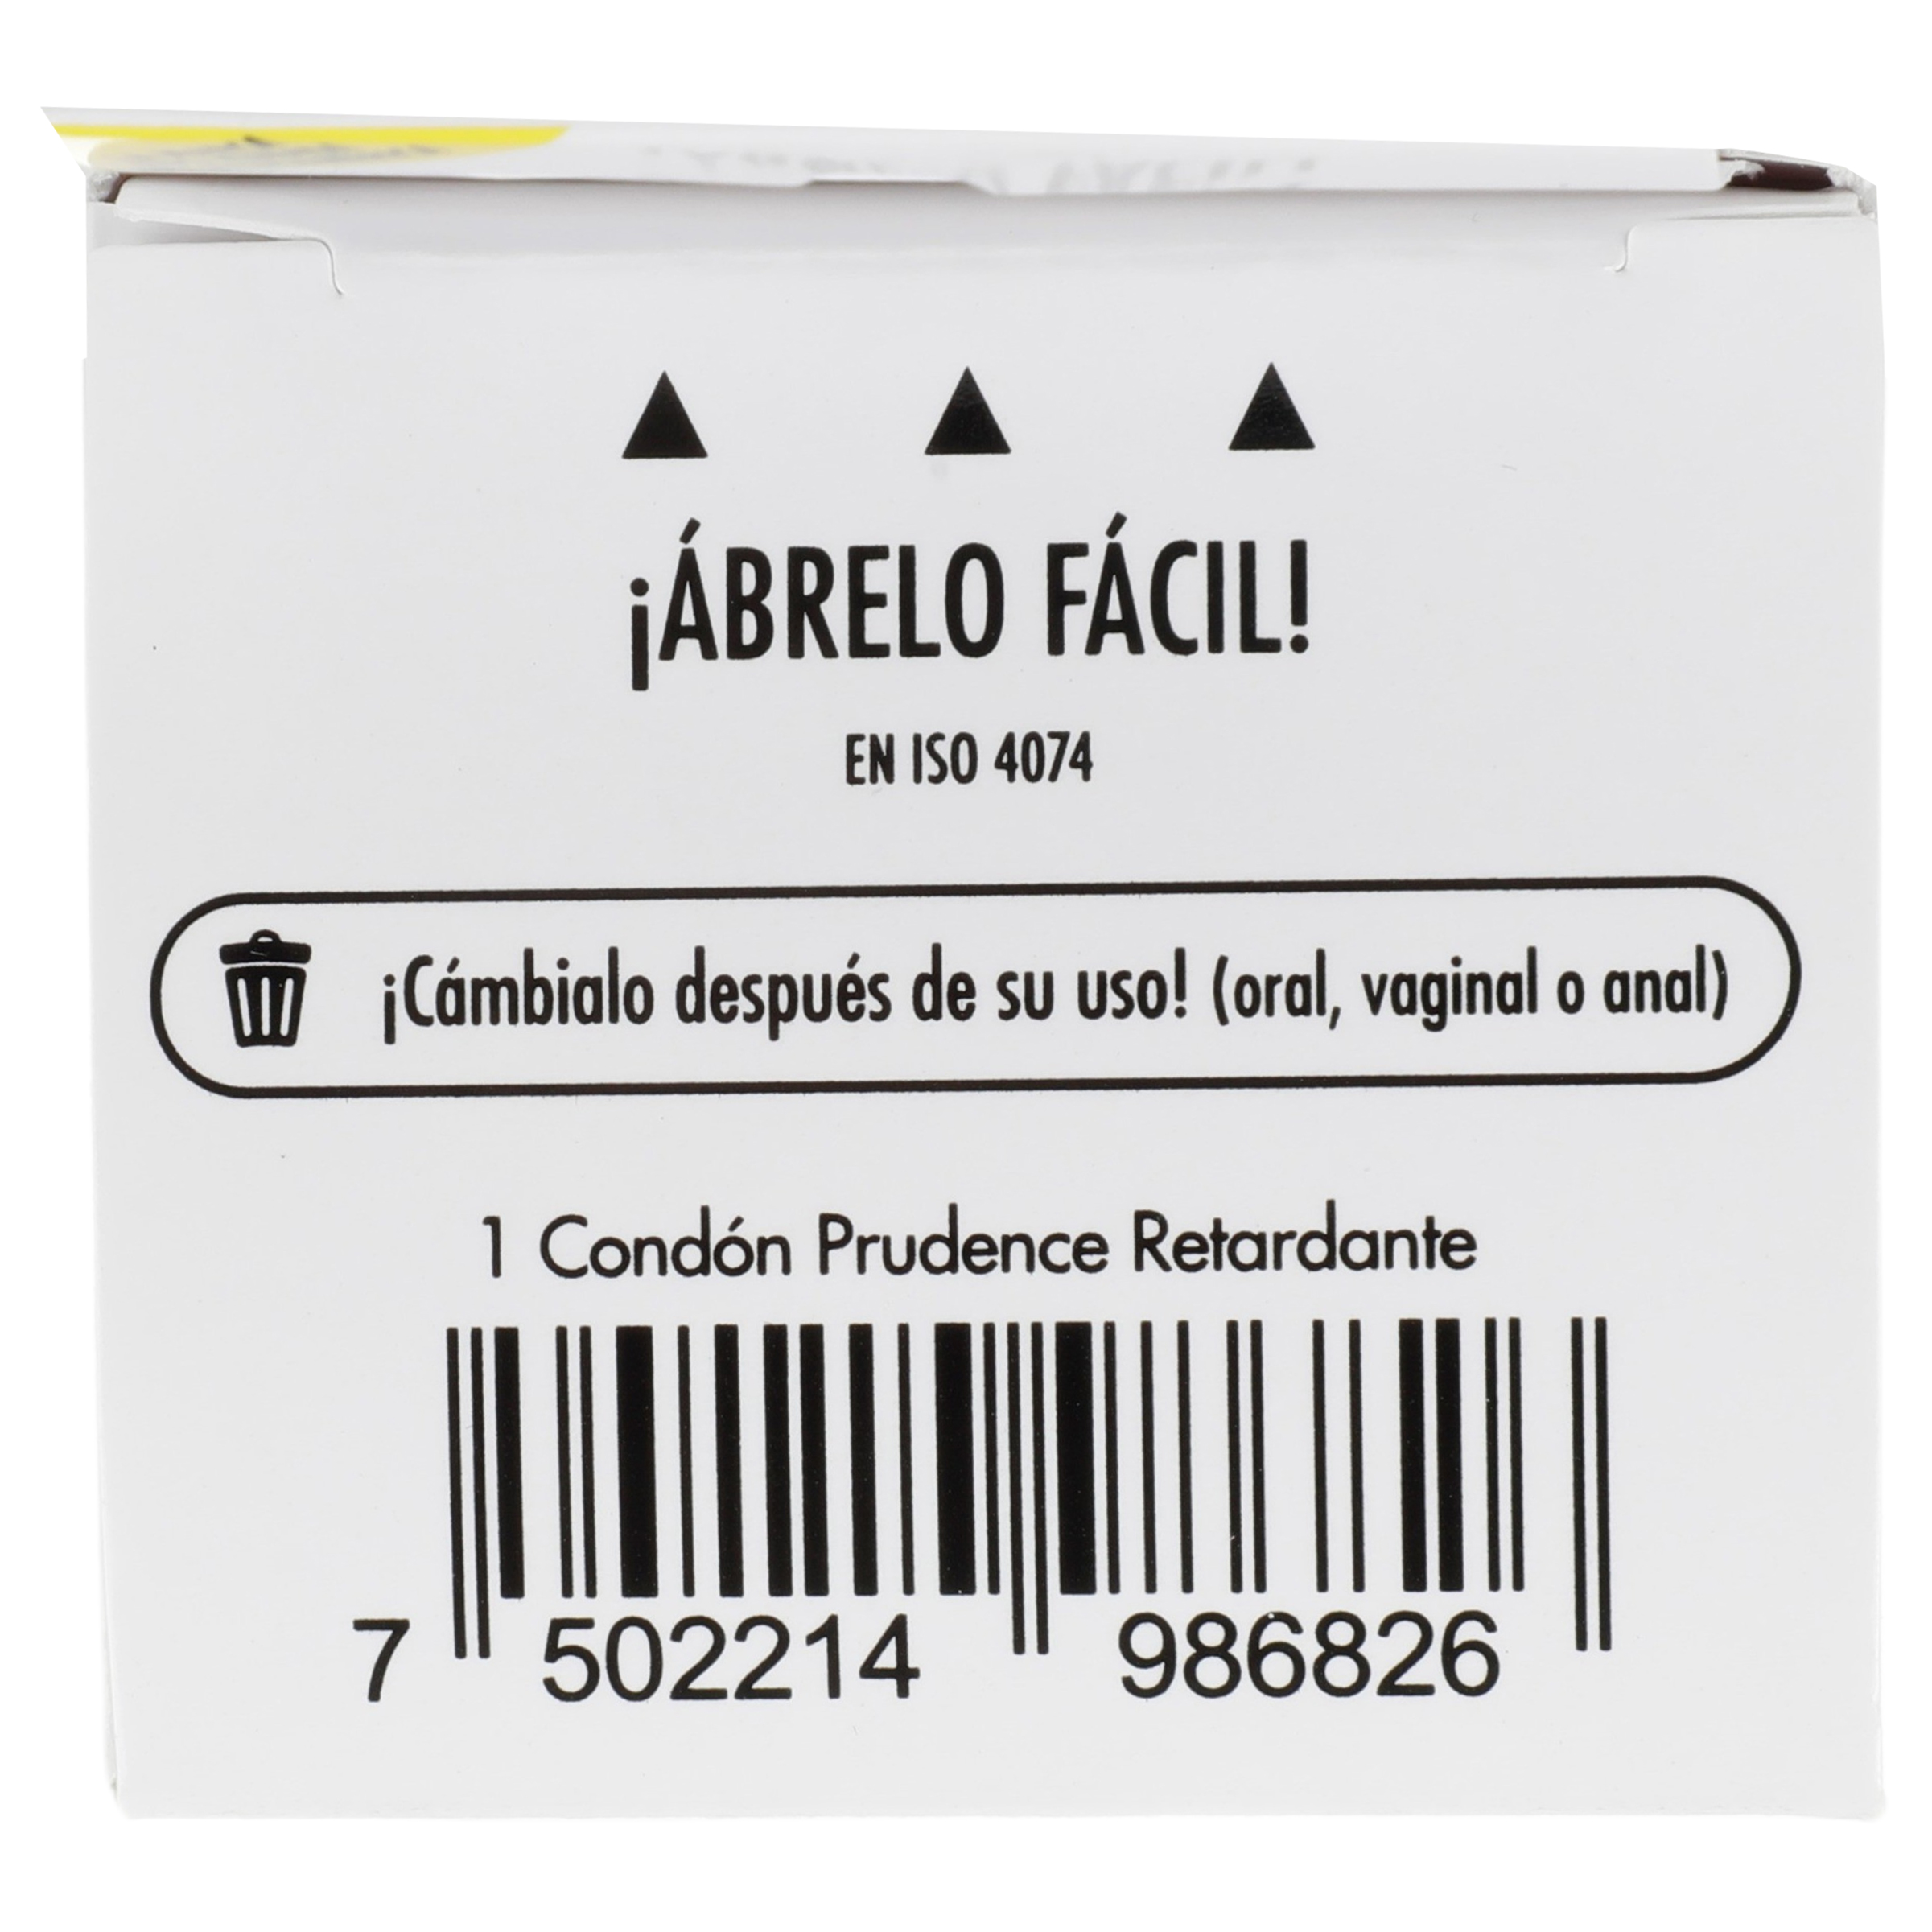 ¡ÁBRELO FÁCIL!
EN ISO 4074
¡Cámbialo después de su uso! (oral, vaginal o anal)
1 Condón Prudence Retardante
7 502214 986826